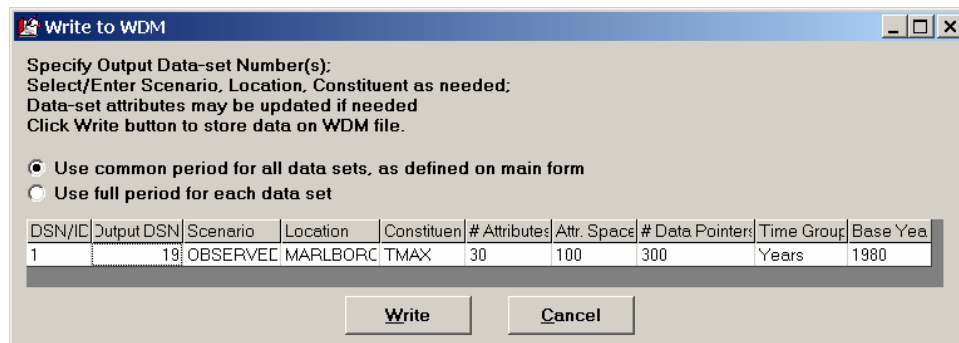 Write to WDM
Specify Output Data-set Number(s);
Select/Enter Scenario, Location, Constituent as needed;
Data-set attributes may be updated if needed
Click Write button to store data on WDM file.
Use common period for all data sets, as defined on main form
Use full period for each data set
DSN/ID Output DSN Scenario Location Constituen # Attributes Attr. Space # Data Pointers Time Group Base Yea
1 19 OBSERVED MARLBORO TMAX 30 100 300 Years 1980
Write Cancel